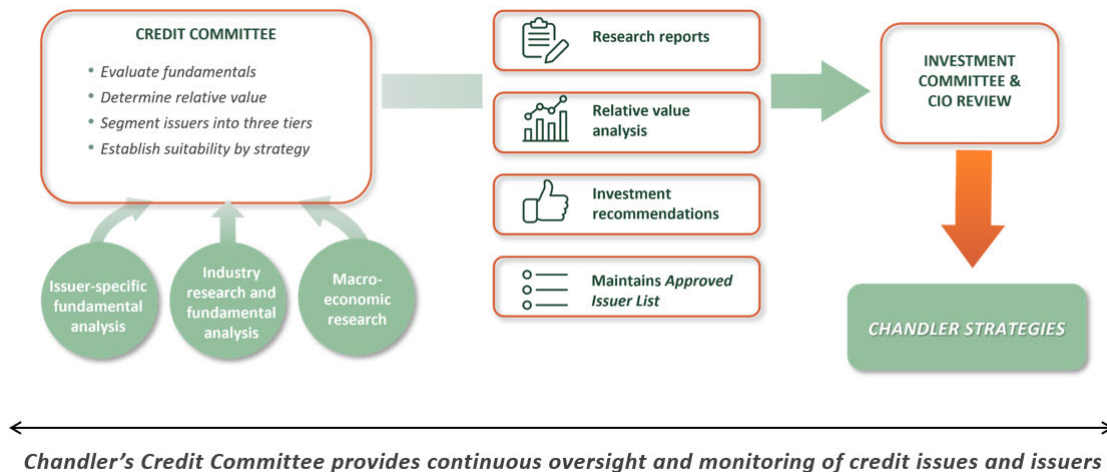 CREDIT COMMITTEE
• Evaluate fundamentals
• Determine relative value
• Segment issuers into three tiers
• Establish suitability by strategy
Issuer-specific
fundamental
analysis
Industry
research and
fundamental
analysis
Macro-
economic
research
Research reports
Relative value
analysis
Investment
recommendations
Maintains Approved
Issuer List
INVESTMENT
COMMITTEE &
CIO REVIEW
CHANDLER STRATEGIES
Chandler's Credit Committee provides continuous oversight and monitoring of credit issues and issuers